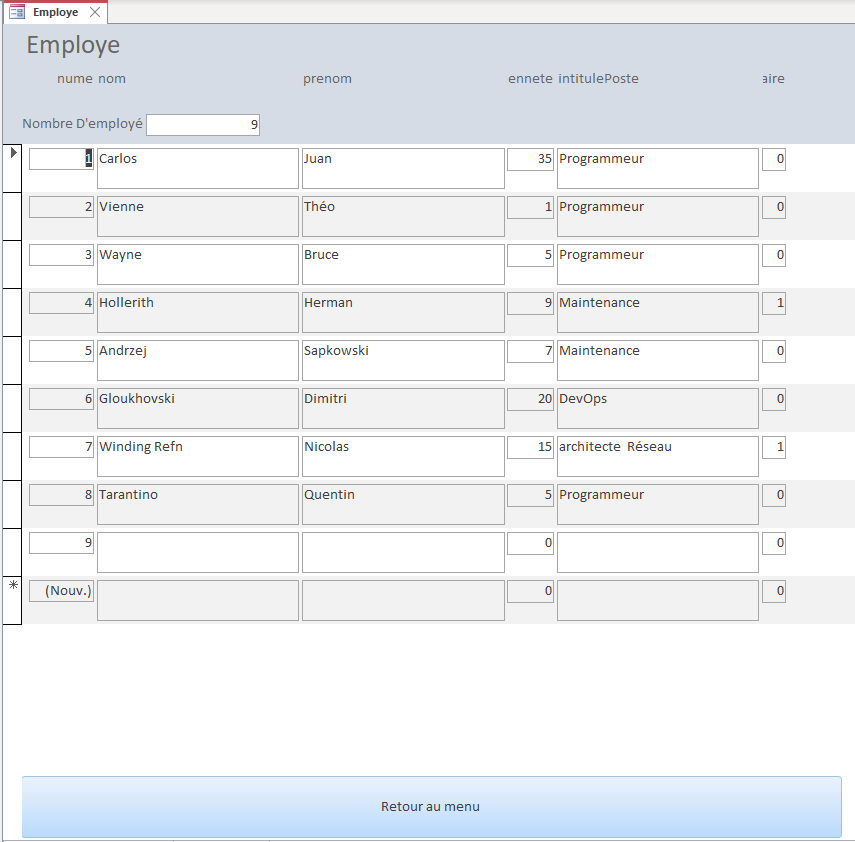 Employe
Employe
nume nom prenom ennete intitulePoste aire
Nombre D'employé 9
1 Carlos Juan 35 Programmeur 0
2 Vienne Théo 1 Programmeur 0
3 Wayne Bruce 5 Programmeur 0
4 Hollerith Herman 9 Maintenance 1
5 Andrzej Sapkowski 7 Maintenance 0
6 Gloukhovski Dimitri 20 DevOps 0
7 Winding Refn Nicolas 15 architecte Réseau 1
8 Tarantino Quentin 5 Programmeur 0
9 0 0
* (Nouv.) 0 0
Retour au menu